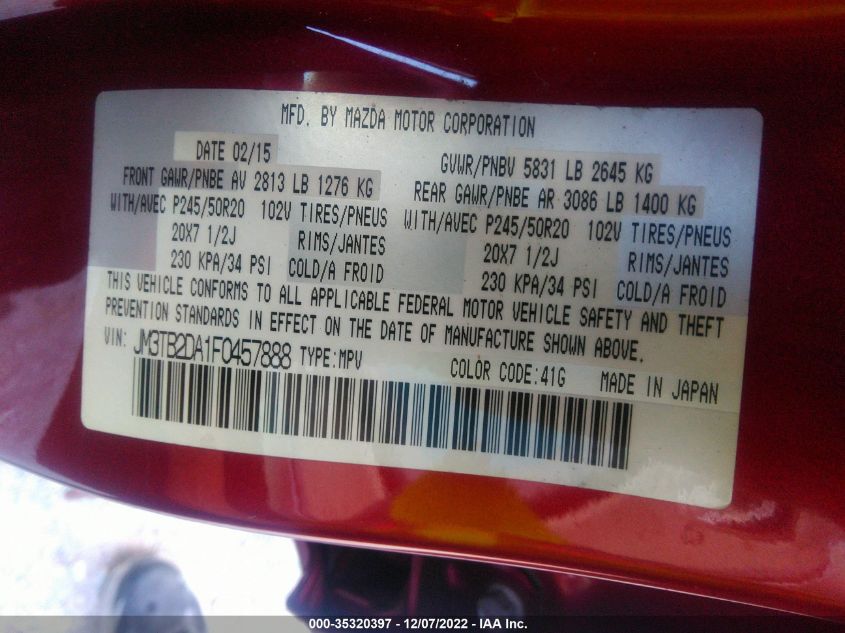 MFD. BY MAZDA MOTOR CORPORATION
DATE 02/15
GVWR/PNBV 5831 LB 2645 KG
FRONT GAWR/PNBE AV 2813 LB 1276 KG
REAR GAWR/PNBE AR 3086 LB 1400 KG
WITH/AVEC P245/50R20 102V TIRES/PNEUS
WITH/AVEC P245/50R20 102V TIRES/PNEUS
20X7 1/2J RIMS/JANTES
20X7 1/2J RIMS/JANTES
230 KPA/34 PSI COLD/A FROID
230 KPA/34 PSI COLD/A FROID
THIS VEHICLE CONFORMS TO ALL APPLICABLE FEDERAL MOTOR VEHICLE SAFETY AND THEFT
PREVENTION STANDARDS IN EFFECT ON THE DATE OF MANUFACTURE SHOWN ABOVE.
VIN: JM3TB2DA1F0457888 TYPE:MPV COLOR CODE:41G MADE IN JAPAN
000-35320397 - 12/07/2022 - IAA Inc.